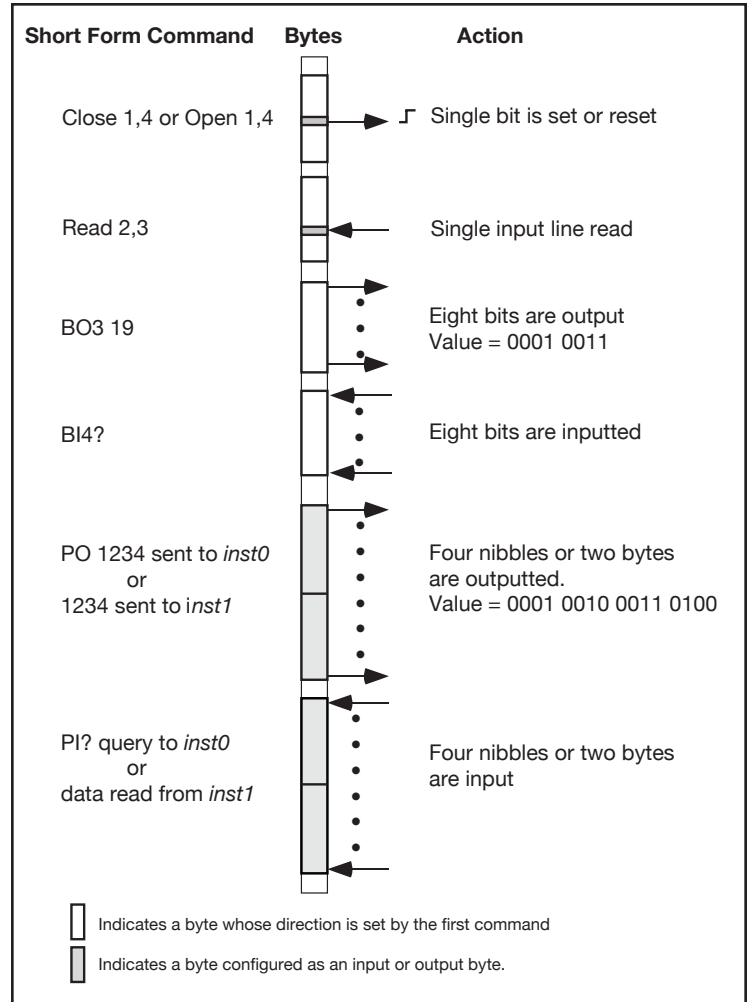 Short Form Command Bytes Action
Close 1,4 or Open 1,4 Single bit is set or reset
Read 2,3 Single input line read
BO3 19
Eight bits are output
Value = 0001 0011
BI4? Eight bits are inputted
PO 1234 sent to inst0
or
1234 sent to inst1
Four nibbles or two bytes
are outputted.
Value = 0001 0010 0011 0100
PI? query to inst0
or
data read from inst1
Four nibbles or two bytes
are input
Indicates a byte whose direction is set by the first command
Indicates a byte configured as an input or output byte.